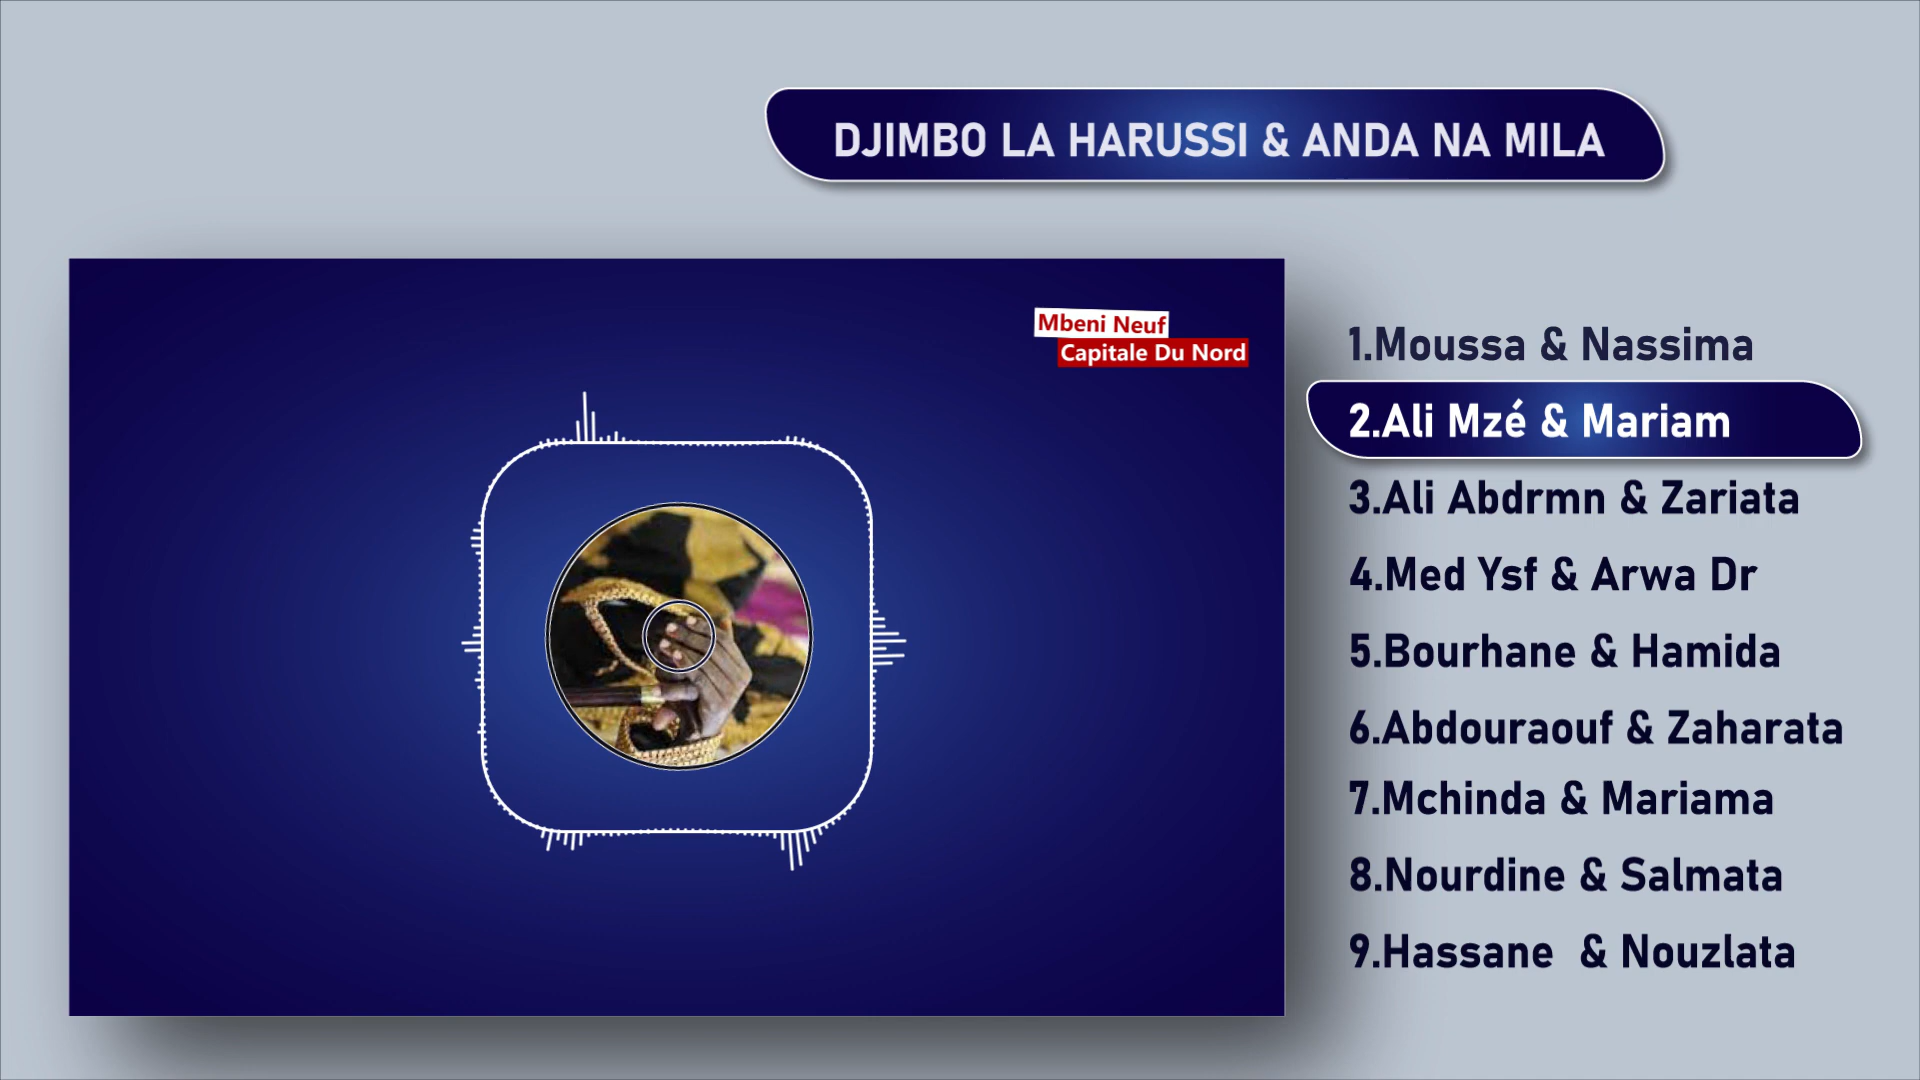 DJIMBO LA HARUSSI & ANDA NA MILA
Mbeni Neuf
Capitale Du Nord
1.Moussa & Nassima
2.Ali Mzé & Mariam
3.Ali Abdrmn & Zariata
4.Med Ysf & Arwa Dr
5.Bourhane & Hamida
6.Abdouraouf & Zaharata
7.Mchinda & Mariama
8.Nourdine & Salmata
9.Hassane & Nouzlata